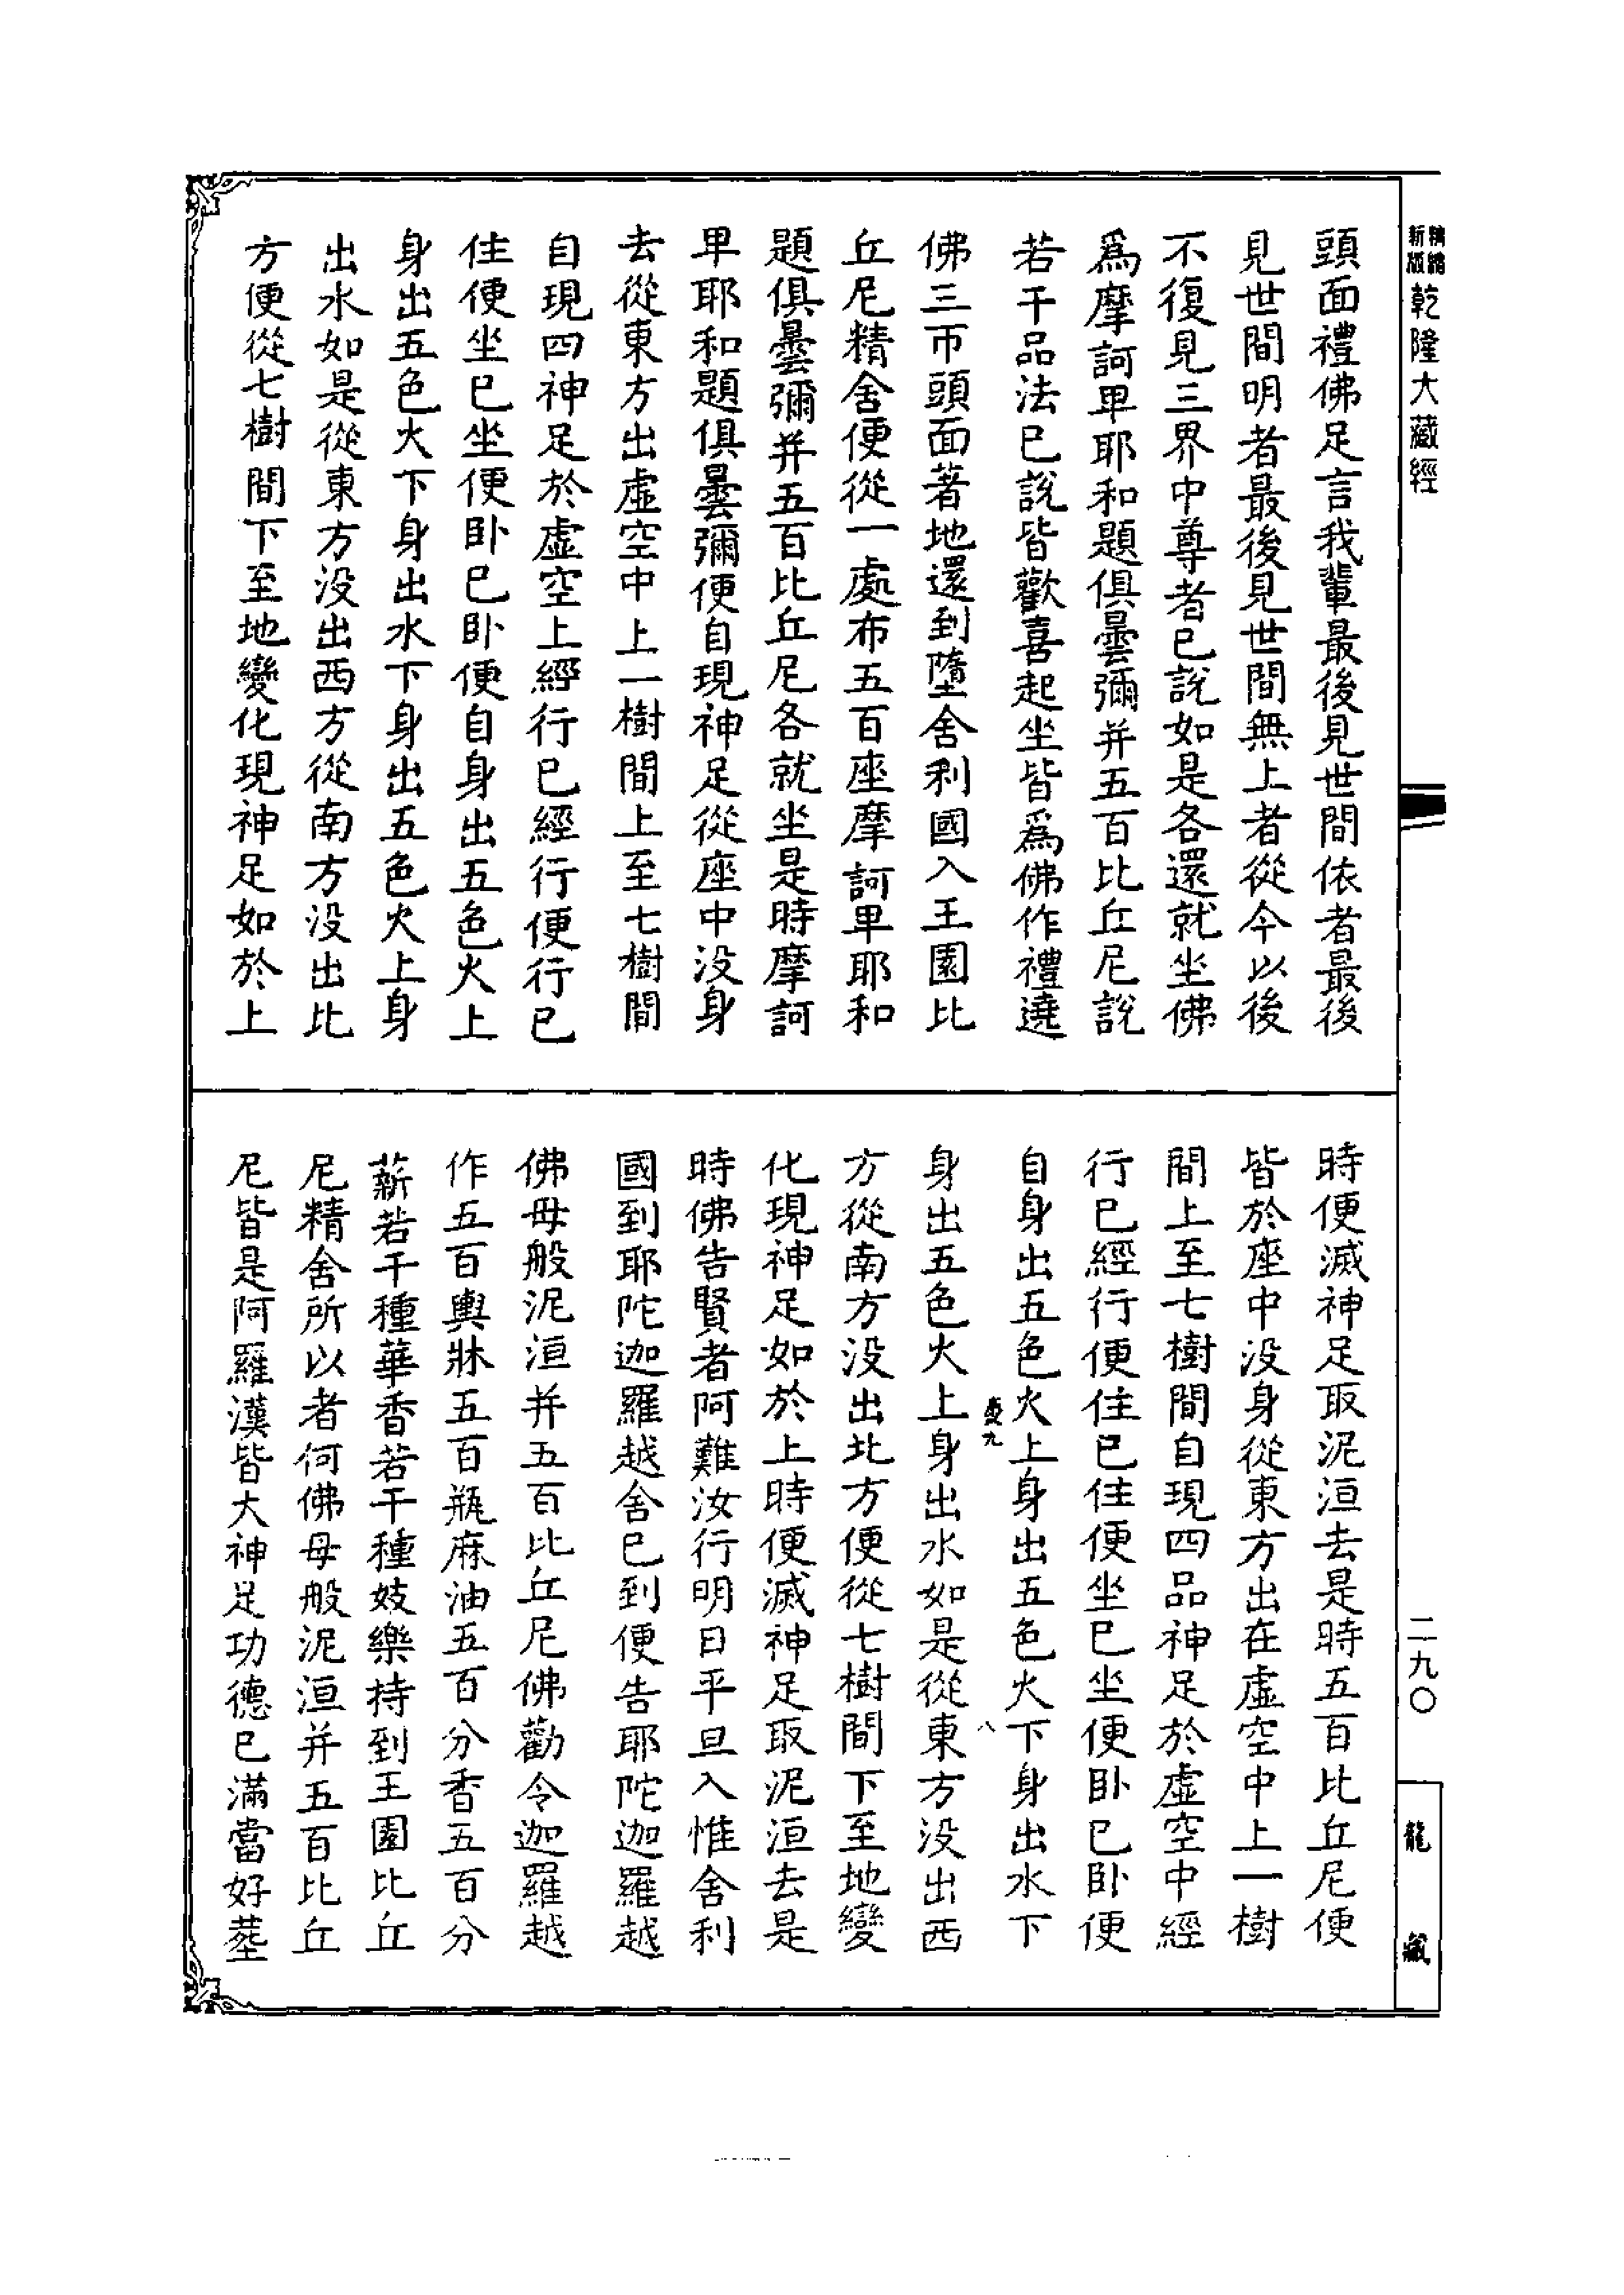 精縮新版乾隆大藏經
頭面禮佛足言我輩最後見世間依者最後
見世間明者最後見世間無上者從今以後
不復見三界中尊者已說如是各還就坐佛
爲摩訶卑耶和題俱曇彌并五百比丘尼說
若干品法已說皆歡喜起坐皆爲佛作禮遶
佛三帀頭面著地還到墮舍利國入王園比
丘尼精舍便從一處布五百座摩訶卑耶和
題俱曇彌并五百比丘尼各就坐是時摩訶
卑耶和題俱曇彌便自現神足從座中沒身
去從東方出虛空中上一樹間上至七樹間
自現四神足於虛空上經行已經行便行已
住便坐已坐便卧已卧便自身出五色火上
身出五色火下身出水下身出五色火上身
出水如是從東方沒出西方從南方沒出北
方便從七樹間下至地變化現神足如於上
時便滅神足取泥洹去是時五百比丘尼便
皆於座中沒身從東方出在虛空中上一樹
間上至七樹間自現四品神足於虛空中經
行已經行便住已住便坐已坐便卧已卧便
自身出五色火上身出五色火下身出水下
九
八
身出五色火上身出水如是從東方沒出西
方從南方沒出北方便從七樹間下至地變
化現神足如於上時便滅神足取泥洹去是
時佛告賢者阿難汝行明日平旦入惟舍利
國到耶陀迦羅越舍已到便告耶陀迦羅越
佛母般泥洹并五百比丘尼佛勸令迦羅越
作五百輿牀五百瓶麻油五百分香五百分
薪若干種華香若干種妓樂持到王園比丘
尼精舍所以者何佛母般泥洹并五百比丘
尼皆是阿羅漢皆大神足功德已滿當好塟
二九〇
龍藏